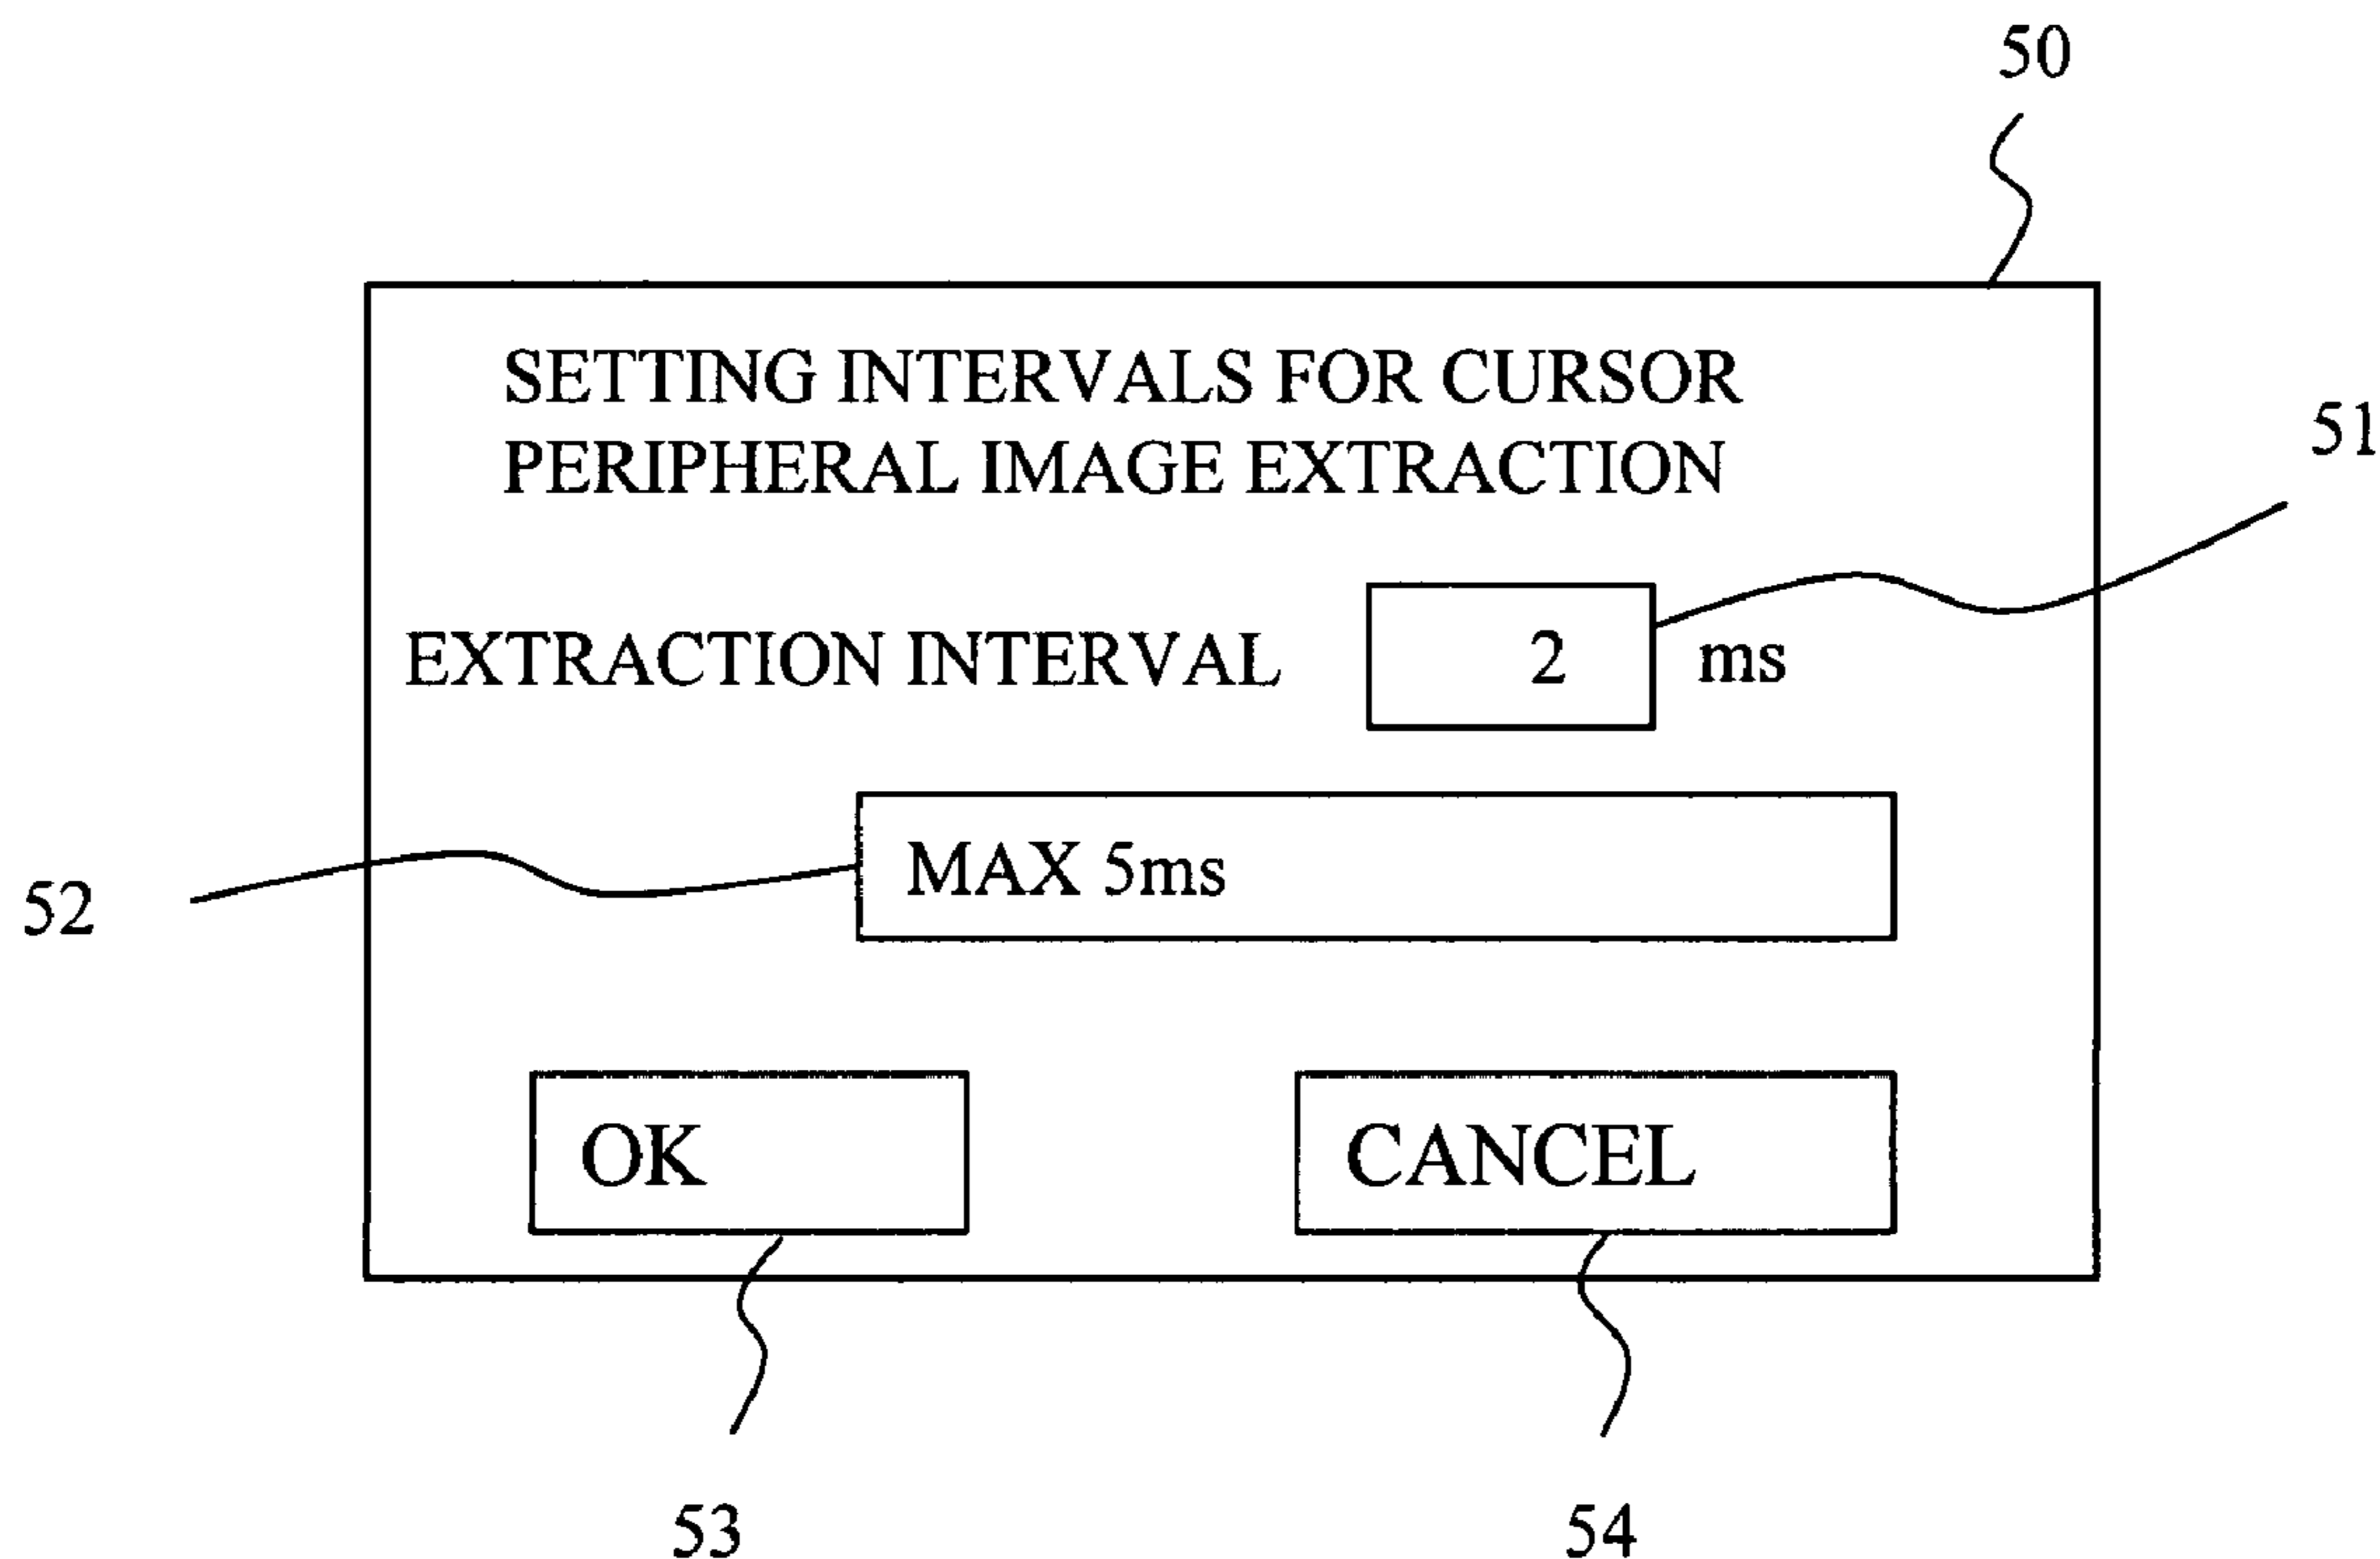 50
SETTING INTERVALS FOR CURSOR
PERIPHERAL IMAGE EXTRACTION
51
EXTRACTION INTERVAL 2 ms
MAX 5ms
52
OK CANCEL
53 54